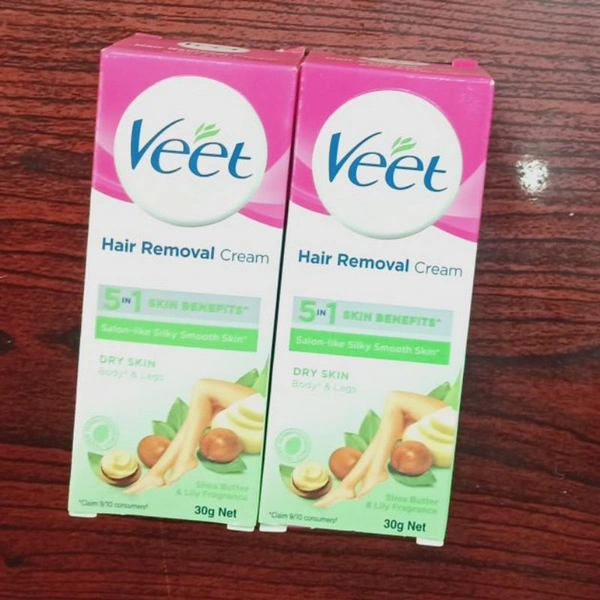 Veet
Hair Removal Cream
5 IN 1 SKIN BENEFITS*
Salon-like Silky Smooth Skin*
DRY SKIN
Body* & Legs
Shea Butter
& Lily Fragrance
*Claim 9/10 consumers†
30g Net
Veet
Hair Removal Cream
5 IN 1 SKIN BENEFITS*
Salon-like Silky Smooth Skin*
DRY SKIN
Body* & Legs
Shea Butter
& Lily Fragrance
*Claim 9/10 consumers†
30g Net